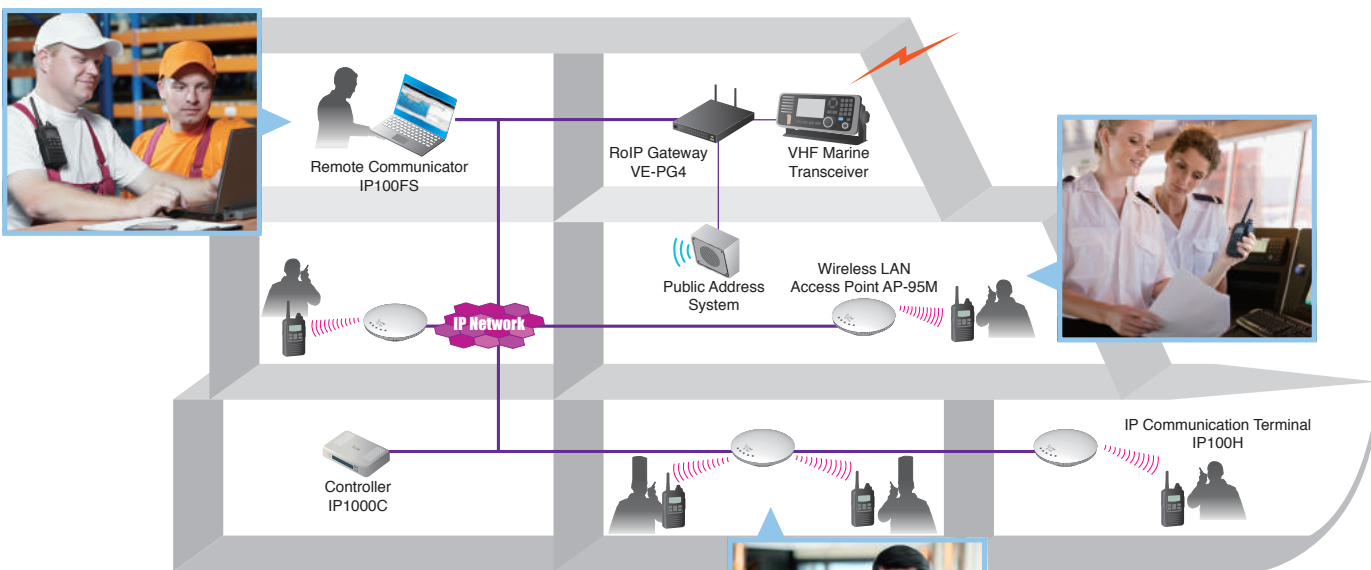 Remote Communicator
IP100FS
RoIP Gateway
VE-PG4
VHF Marine
Transceiver
Public Address
System
Wireless LAN
Access Point AP-95M
IP Network
Controller
IP1000C
IP Communication Terminal
IP100H